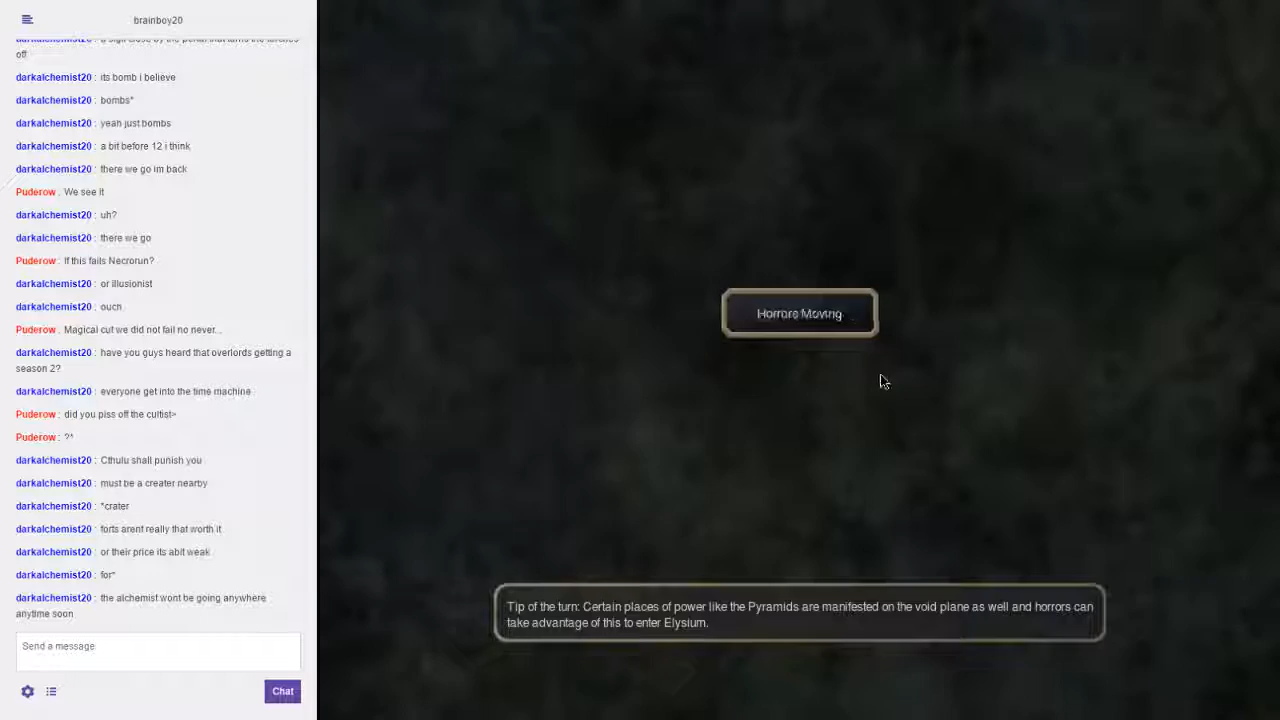 brainboy20
off
darkalchemist20 : its bomb i believe
darkalchemist20 : bombs*
darkalchemist20 : yeah just bombs
darkalchemist20 : a bit before 12 i think
darkalchemist20 : there we go im back
Puderow : We see it
darkalchemist20 : uh?
darkalchemist20 : there we go
Puderow : If this fails Necrorun?
darkalchemist20 : or illusionist
darkalchemist20 : ouch
Puderow : Magical cut we did not fail no never...
darkalchemist20 : have you guys heard that overlords getting a
season 2?
darkalchemist20 : everyone get into the time machine
Puderow : did you piss off the cultist>
Puderow : ?*
darkalchemist20 : Cthulu shall punish you
darkalchemist20 : must be a creater nearby
darkalchemist20 : *crater
darkalchemist20 : forts arent really that worth it
darkalchemist20 : or their price its abit weak
darkalchemist20 : for*
darkalchemist20 : the alchemist wont be going anywhere
anytime soon
Send a message
Chat
Horrors Moving
Tip of the turn: Certain places of power like the Pyramids are manifested on the void plane as well and horrors can
take advantage of this to enter Elysium.